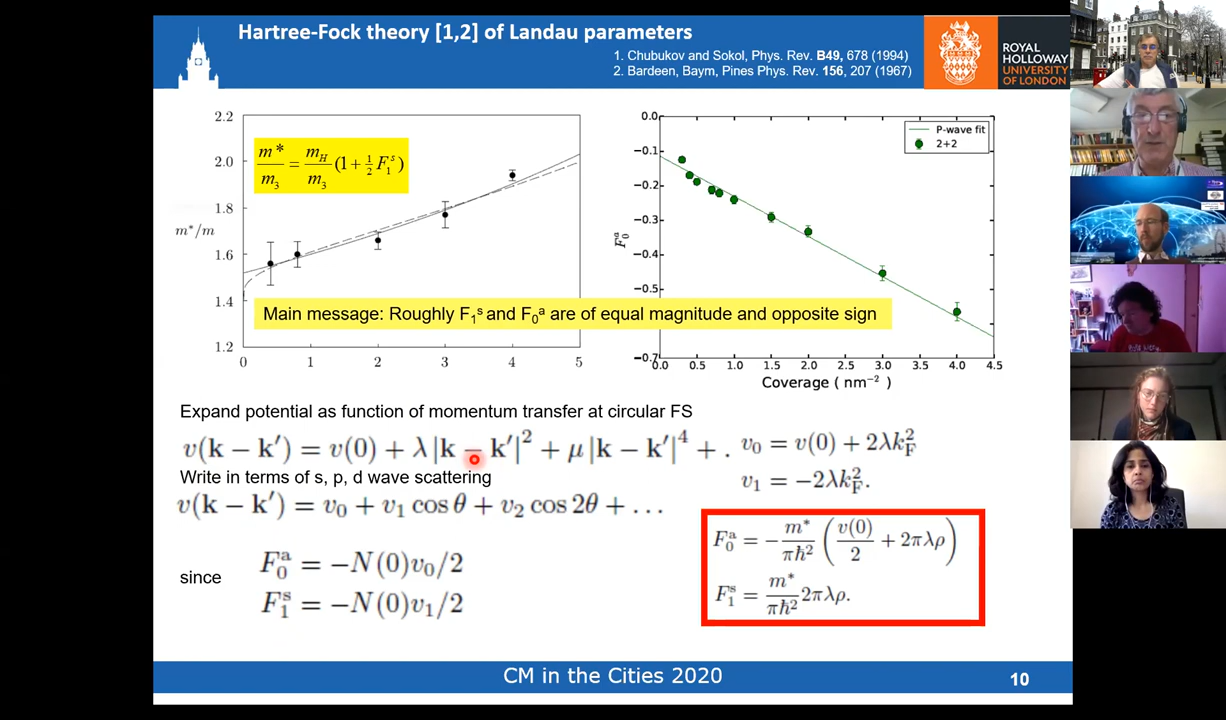 Hartree-Fock theory [1,2] of Landau parameters
1. Chubukov and Sokol, Phys. Rev. B49, 678 (1994)
2. Bardeen, Baym, Pines Phys. Rev. 156, 207 (1967)
ROYAL
HOLLOWAY
UNIVERSITY
OF LONDON
2.2
2.0
1.8
1.6
1.4
1.2
m*/m
0 1 2 3 4 5
m*/m₃ = m_H/m₃ (1 + ½ F₁ˢ)
0.0
−0.1
−0.2
−0.3
−0.4
−0.5
−0.7
F₀ᵃ
P-wave fit
2+2
0.0 0.5 1.0 1.5 2.0 2.5 3.0 3.5 4.0 4.5
Coverage ( nm⁻² )
Main message: Roughly F₁ˢ and F₀ᵃ are of equal magnitude and opposite sign
Expand potential as function of momentum transfer at circular FS
v(k − k′) = v(0) + λ|k − k′|² + μ|k − k′|⁴ + .
v₀ = v(0) + 2λk_F²
v₁ = −2λk_F².
Write in terms of s, p, d wave scattering
v(k − k′) = v₀ + v₁ cos θ + v₂ cos 2θ + …
since
F₀ᵃ = −N(0)v₀/2
F₁ˢ = −N(0)v₁/2
F₀ᵃ = − m*/πħ² ( v(0)/2 + 2πλρ )
F₁ˢ = m*/πħ² 2πλρ.
CM in the Cities 2020
10